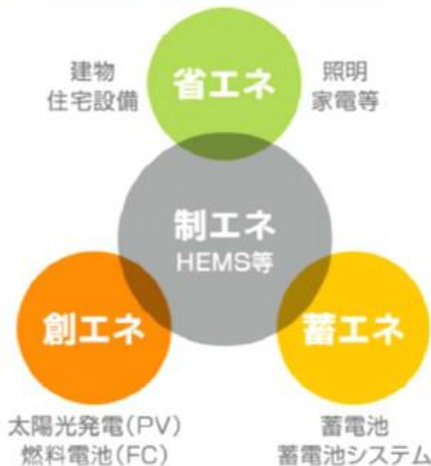 建物
住宅設備
省エネ
照明
家電等
制エネ
HEMS等
創エネ
蓄エネ
太陽光発電(PV)
燃料電池(FC)
蓄電池
蓄電池システム